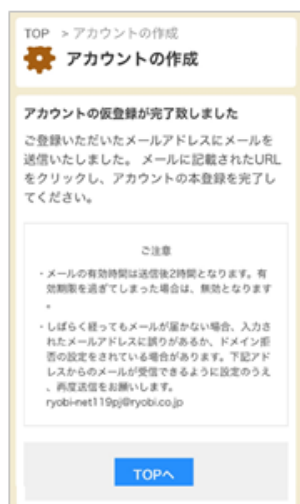 TOP ＞アカウントの作成
アカウントの作成
アカウントの仮登録が完了致しました
ご登録いただいたメールアドレスにメールを
送信いたしました。 メールに記載されたURL
をクリックし、アカウントの本登録を完了し
てください。
ご注意
・メールの有効時間は送信後2時間となります。有
効期限を過ぎてしまった場合は、無効となります
。
・しばらく経ってもメールが届かない場合、入力さ
れたメールアドレスに誤りがあるか、ドメイン拒
否の設定をされている場合があります。下記アド
レスからのメールが受信できるように設定のうえ
、再度送信をお願いします。
ryobi-net119pj@ryobi.co.jp
TOPへ